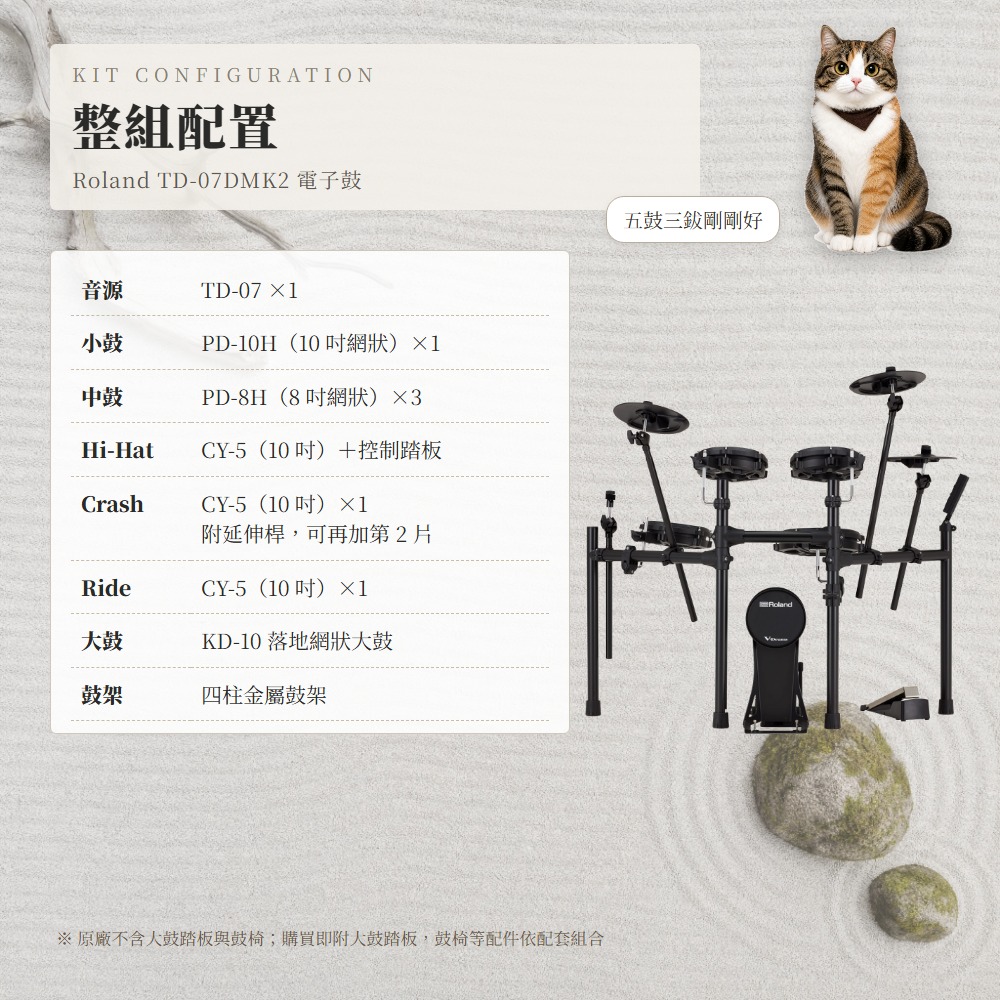 KIT CONFIGURATION
整組配置
Roland TD-07DMK2 電子鼓
五鼓三鈸剛剛好
音源 TD-07 ×1
小鼓 PD-10H（10 吋網狀）×1
中鼓 PD-8H（8 吋網狀）×3
Hi-Hat CY-5（10 吋）＋控制踏板
Crash CY-5（10 吋）×1
附延伸桿，可再加第 2 片
Ride CY-5（10 吋）×1
大鼓 KD-10 落地網狀大鼓
鼓架 四柱金屬鼓架
Roland
V-Drums
※ 原廠不含大鼓踏板與鼓椅；購買即附大鼓踏板，鼓椅等配件依配套組合